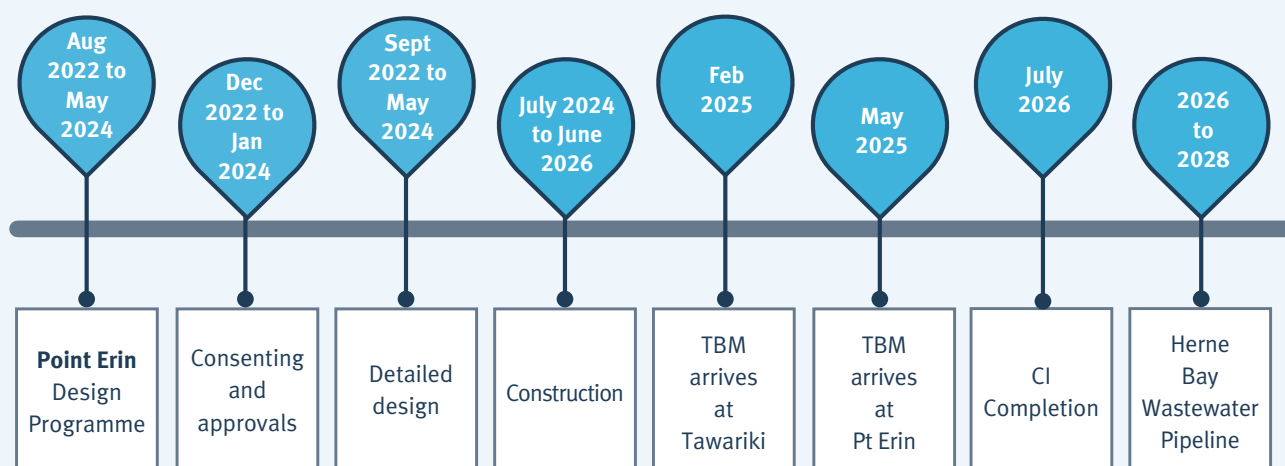 Aug
2022 to
May
2024
Dec
2022 to
Jan
2024
Sept
2022 to
May
2024
July 2024
to June
2026
Feb
2025
May
2025
July
2026
2026
to
2028
Point Erin
Design
Programme
Consenting
and
approvals
Detailed
design
Construction
TBM
arrives
at
Tawariki
TBM
arrives
at
Pt Erin
CI
Completion
Herne
Bay
Wastewater
Pipeline